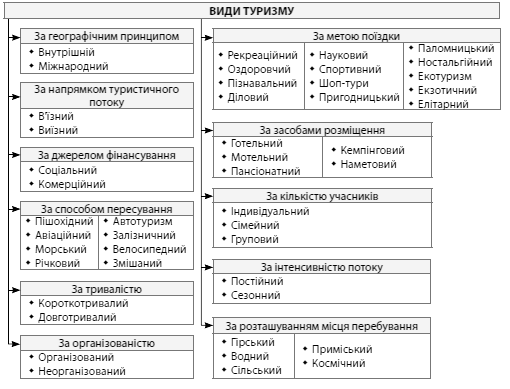 ВИДИ ТУРИЗМУ
За географічним принципом
Внутрішній
Міжнародний
За напрямком туристичного
потоку
В'їзний
Виїзний
За джерелом фінансування
Соціальний
Комерційний
За способом пересування
Пішохідний
Авіаційний
Морський
Річковий
Автотуризм
Залізничний
Велосипедний
Змішаний
За тривалістю
Короткотривалий
Довготривалий
За організованістю
Організований
Неорганізований
За метою поїздки
Рекреаційний
Оздоровчий
Пізнавальний
Діловий
Науковий
Спортивний
Шоп-тури
Пригодницький
Паломницький
Ностальгійний
Екотуризм
Екзотичний
Елітарний
За засобами розміщення
Готельний
Мотельний
Пансіонатний
Кемпінговий
Наметовий
За кількістю учасників
Індивідуальний
Сімейний
Груповий
За інтенсивністю потоку
Постійний
Сезонний
За розташуванням місця перебування
Гірський
Водний
Сільський
Приміський
Космічний